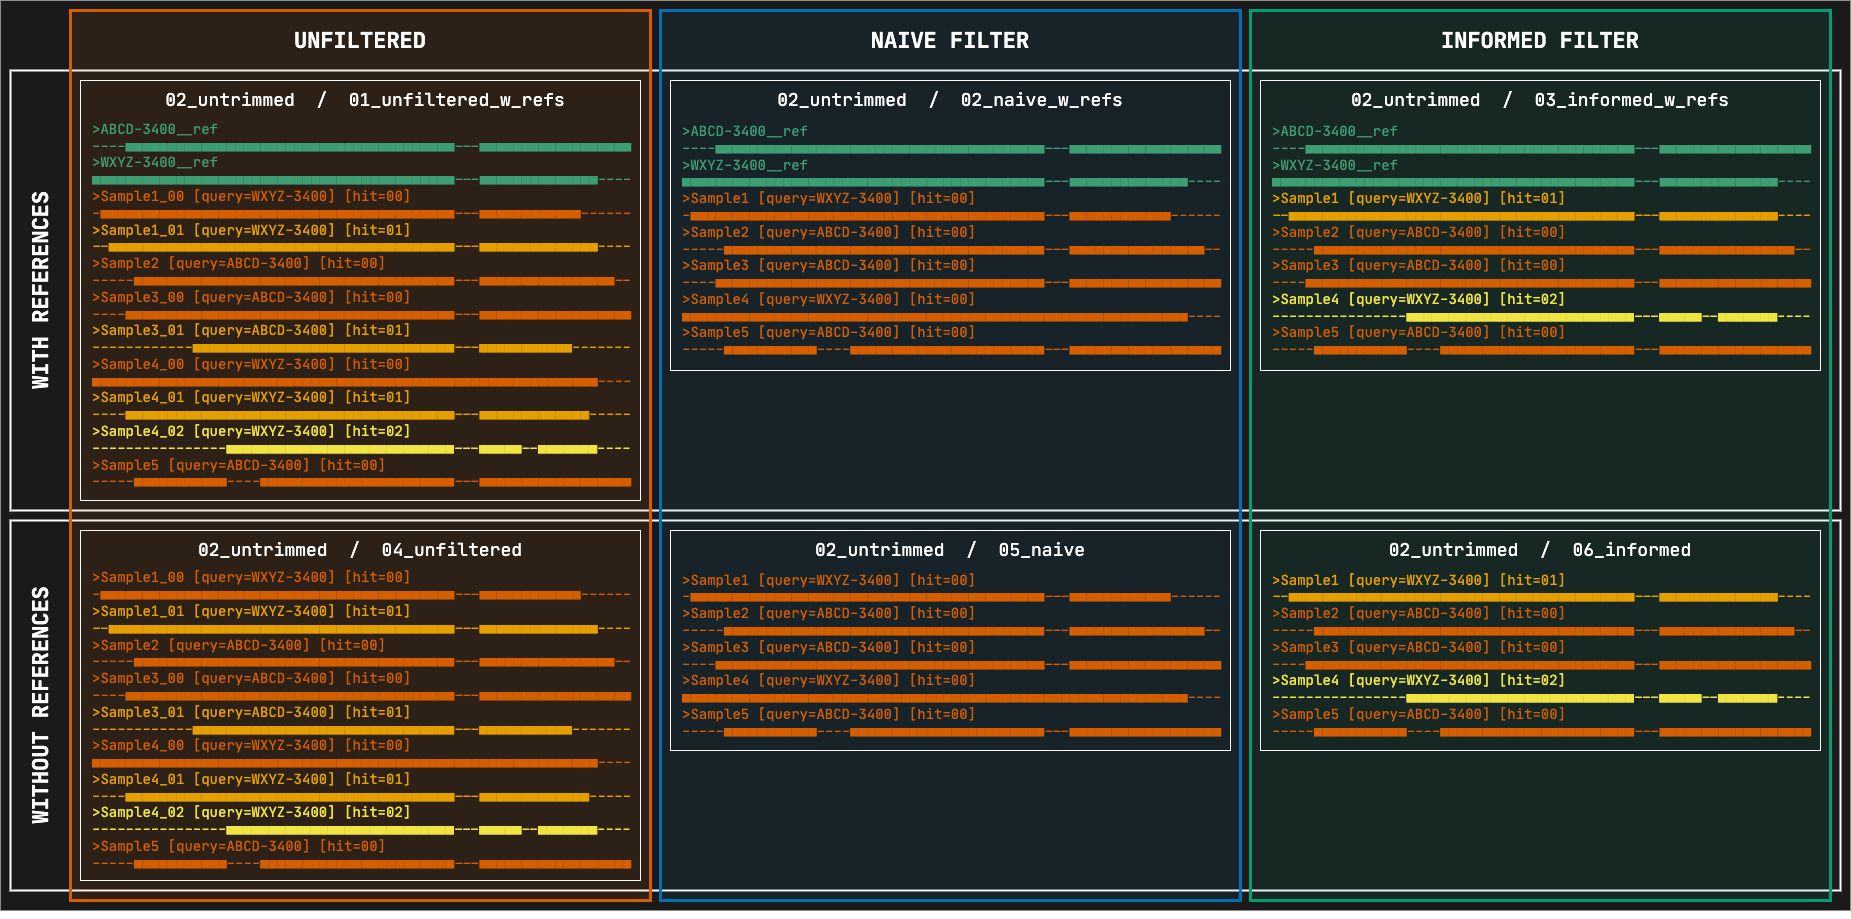 UNFILTERED
NAIVE FILTER
INFORMED FILTER
WITH REFERENCES
02_untrimmed / 01_unfiltered_w_refs
>ABCD-3400__ref
>WXYZ-3400__ref
>Sample1_00 [query=WXYZ-3400] [hit=00]
>Sample1_01 [query=WXYZ-3400] [hit=01]
>Sample2 [query=ABCD-3400] [hit=00]
>Sample3_00 [query=ABCD-3400] [hit=00]
>Sample3_01 [query=ABCD-3400] [hit=01]
>Sample4_00 [query=WXYZ-3400] [hit=00]
>Sample4_01 [query=WXYZ-3400] [hit=01]
>Sample4_02 [query=WXYZ-3400] [hit=02]
>Sample5 [query=ABCD-3400] [hit=00]
02_untrimmed / 02_naive_w_refs
>ABCD-3400__ref
>WXYZ-3400__ref
>Sample1 [query=WXYZ-3400] [hit=00]
>Sample2 [query=ABCD-3400] [hit=00]
>Sample3 [query=ABCD-3400] [hit=00]
>Sample4 [query=WXYZ-3400] [hit=00]
>Sample5 [query=ABCD-3400] [hit=00]
02_untrimmed / 03_informed_w_refs
>ABCD-3400__ref
>WXYZ-3400__ref
>Sample1 [query=WXYZ-3400] [hit=01]
>Sample2 [query=ABCD-3400] [hit=00]
>Sample3 [query=ABCD-3400] [hit=00]
>Sample4 [query=WXYZ-3400] [hit=02]
>Sample5 [query=ABCD-3400] [hit=00]
WITHOUT REFERENCES
02_untrimmed / 04_unfiltered
>Sample1_00 [query=WXYZ-3400] [hit=00]
>Sample1_01 [query=WXYZ-3400] [hit=01]
>Sample2 [query=ABCD-3400] [hit=00]
>Sample3_00 [query=ABCD-3400] [hit=00]
>Sample3_01 [query=ABCD-3400] [hit=01]
>Sample4_00 [query=WXYZ-3400] [hit=00]
>Sample4_01 [query=WXYZ-3400] [hit=01]
>Sample4_02 [query=WXYZ-3400] [hit=02]
>Sample5 [query=ABCD-3400] [hit=00]
02_untrimmed / 05_naive
>Sample1 [query=WXYZ-3400] [hit=00]
>Sample2 [query=ABCD-3400] [hit=00]
>Sample3 [query=ABCD-3400] [hit=00]
>Sample4 [query=WXYZ-3400] [hit=00]
>Sample5 [query=ABCD-3400] [hit=00]
02_untrimmed / 06_informed
>Sample1 [query=WXYZ-3400] [hit=01]
>Sample2 [query=ABCD-3400] [hit=00]
>Sample3 [query=ABCD-3400] [hit=00]
>Sample4 [query=WXYZ-3400] [hit=02]
>Sample5 [query=ABCD-3400] [hit=00]